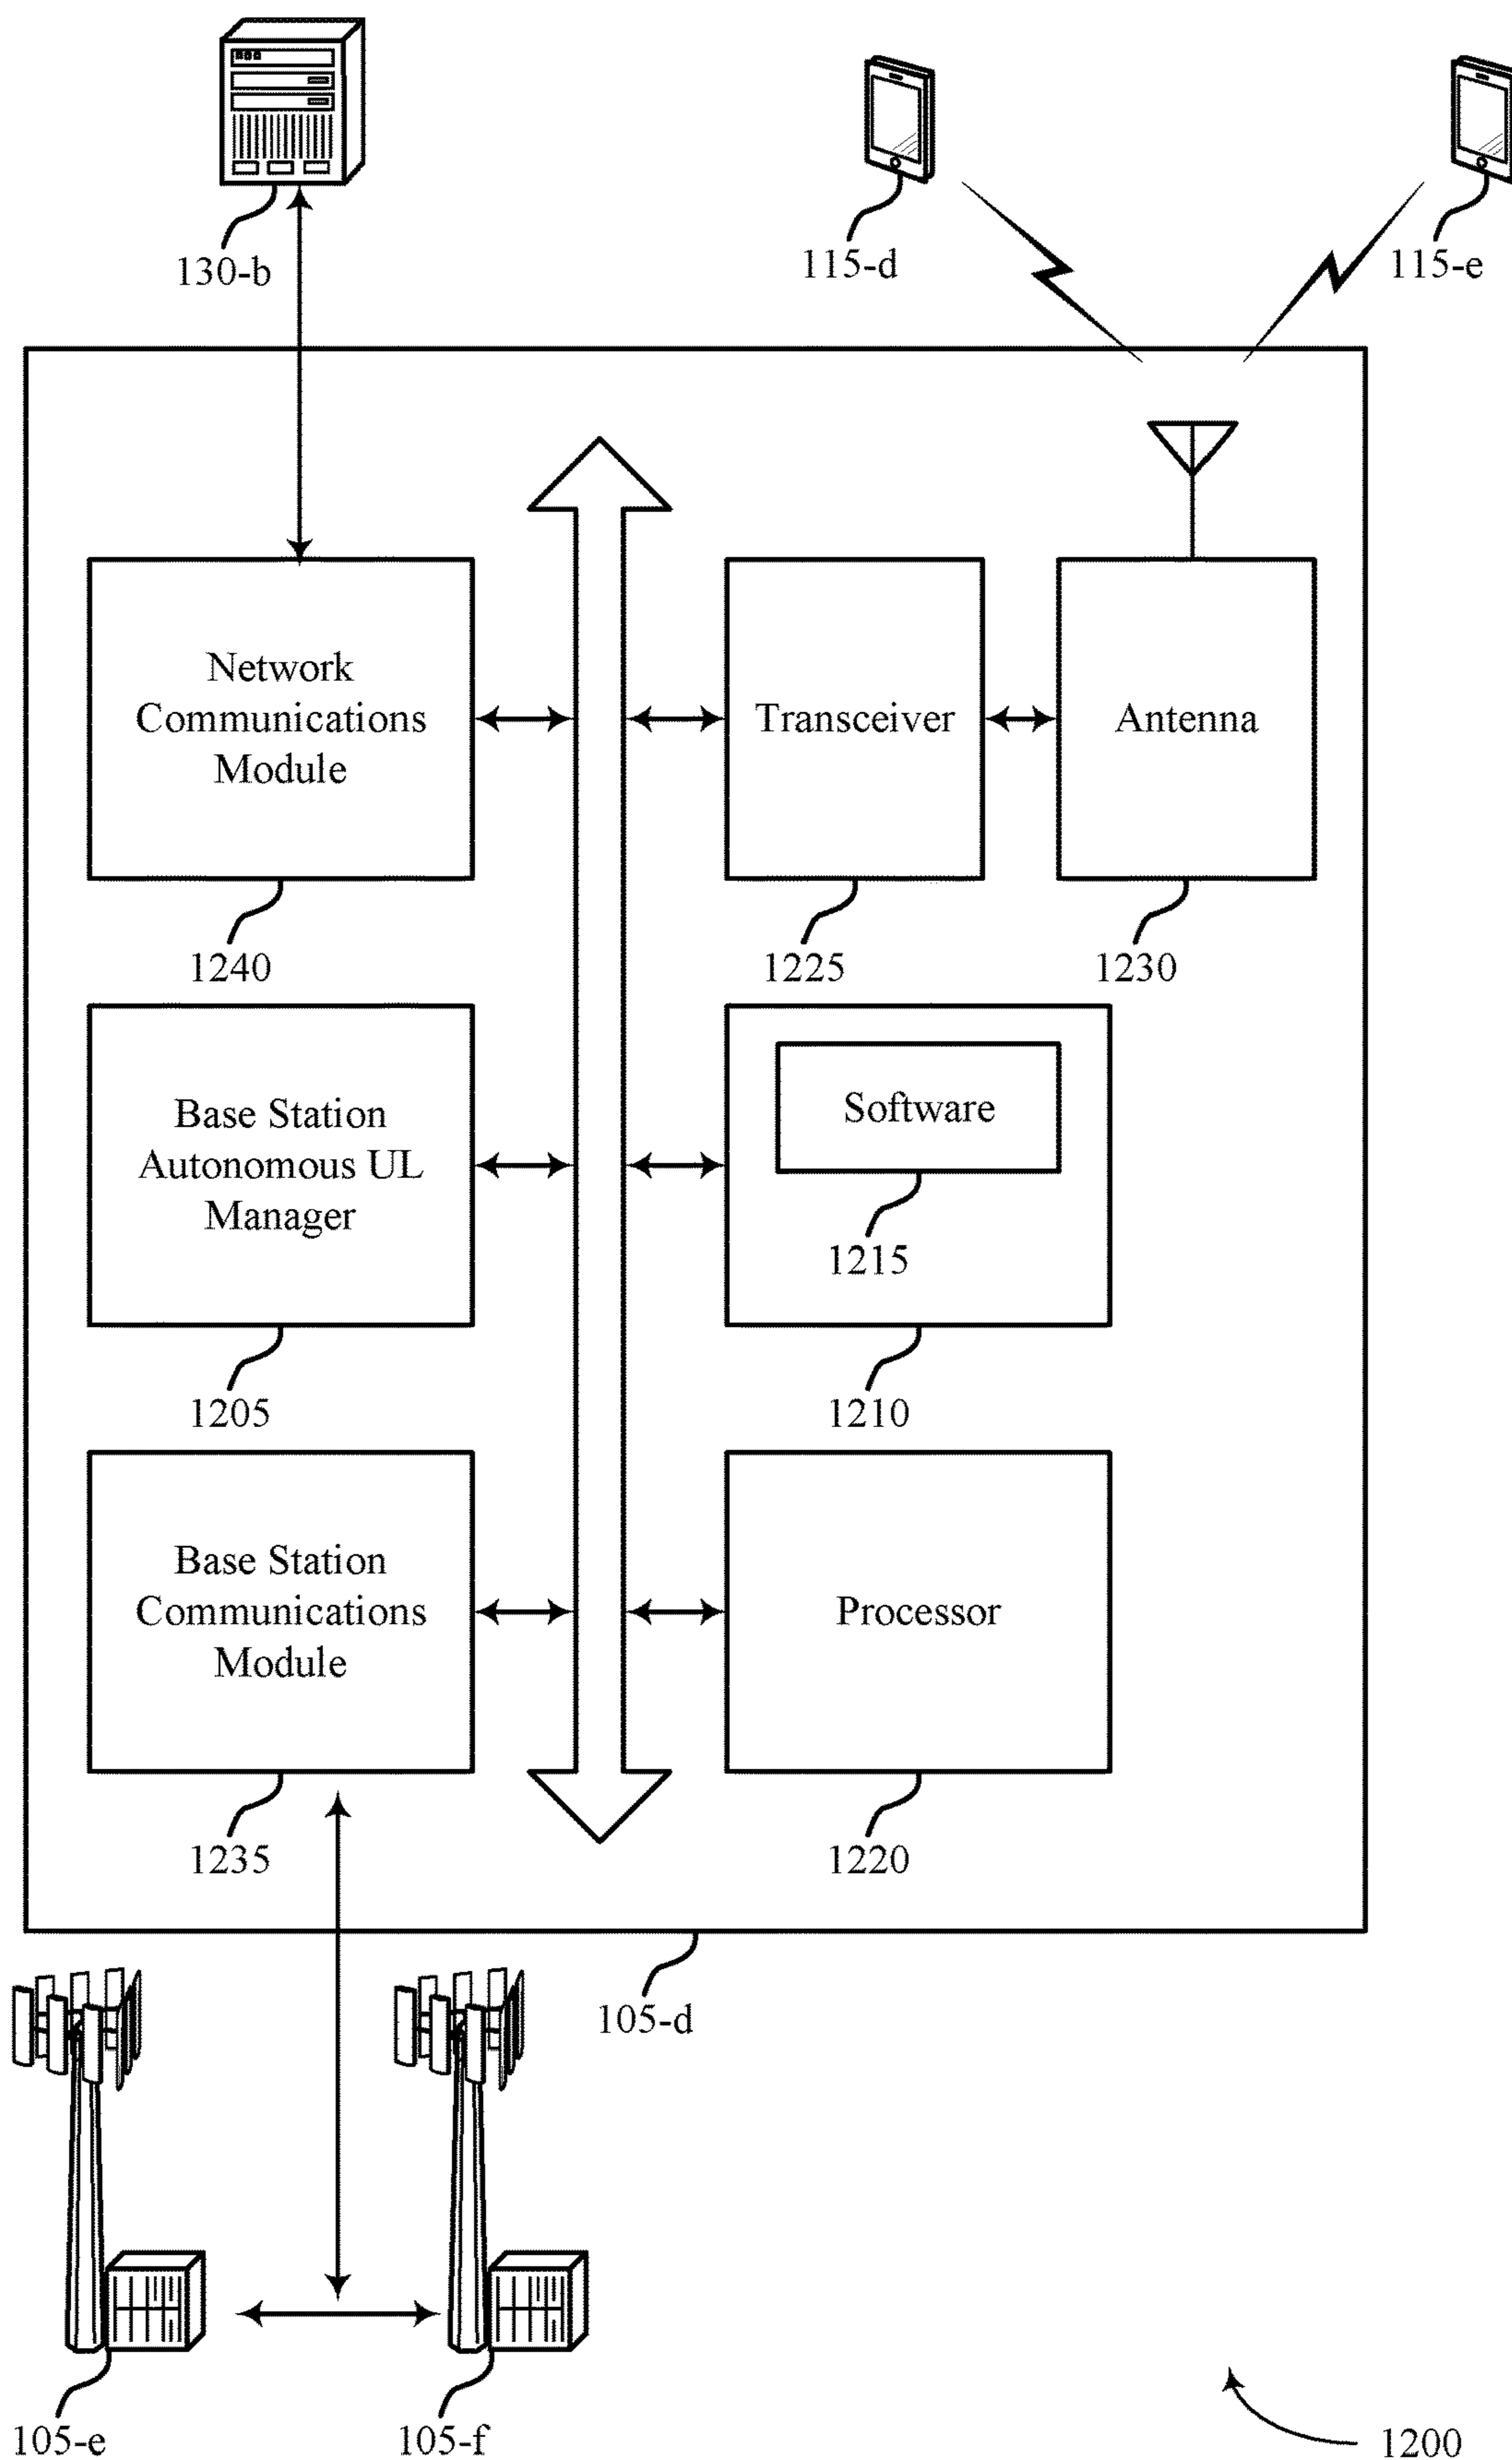 130-b
115-d
115-e
Network
Communications
Module
Transceiver
Antenna
1240
1225
1230
Base Station
Autonomous UL
Manager
Software
1215
1205
1210
Base Station
Communications
Module
Processor
1235
1220
105-d
105-e
105-f
1200